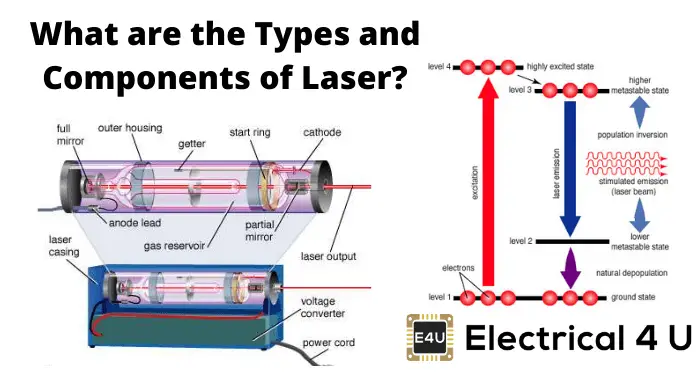 What are the Types and
Components of Laser?
full
mirror
outer housing
getter
start ring
cathode
anode lead
gas reservoir
partial
mirror
laser output
laser
casing
voltage
converter
power cord
level 4
highly excited state
level 3
higher
metastable state
population inversion
excitation
laser emission
stimulated emission
(laser beam)
level 2
lower
metastable state
electrons
natural depopulation
level 1
ground state
E4U
Electrical 4 U